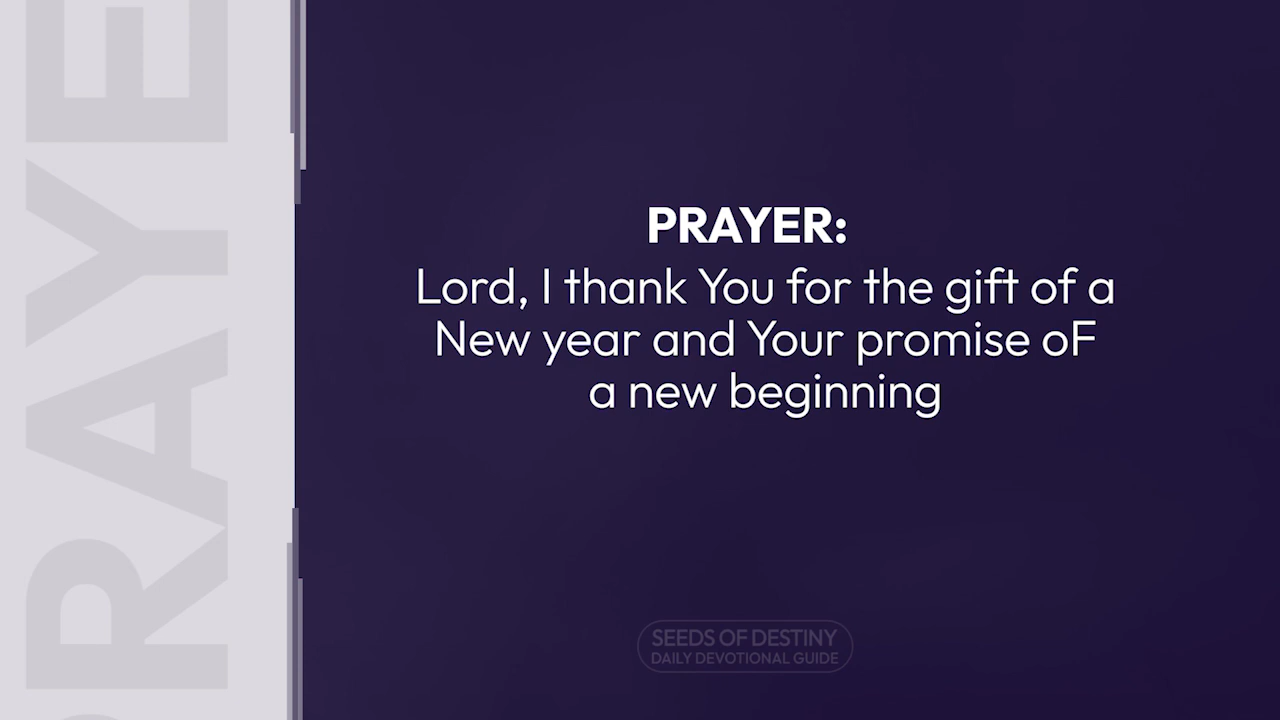 PRAYE
PRAYER:
Lord, I thank You for the gift of a
New year and Your promise oF
a new beginning
SEEDS OF DESTINY
DAILY DEVOTIONAL GUIDE